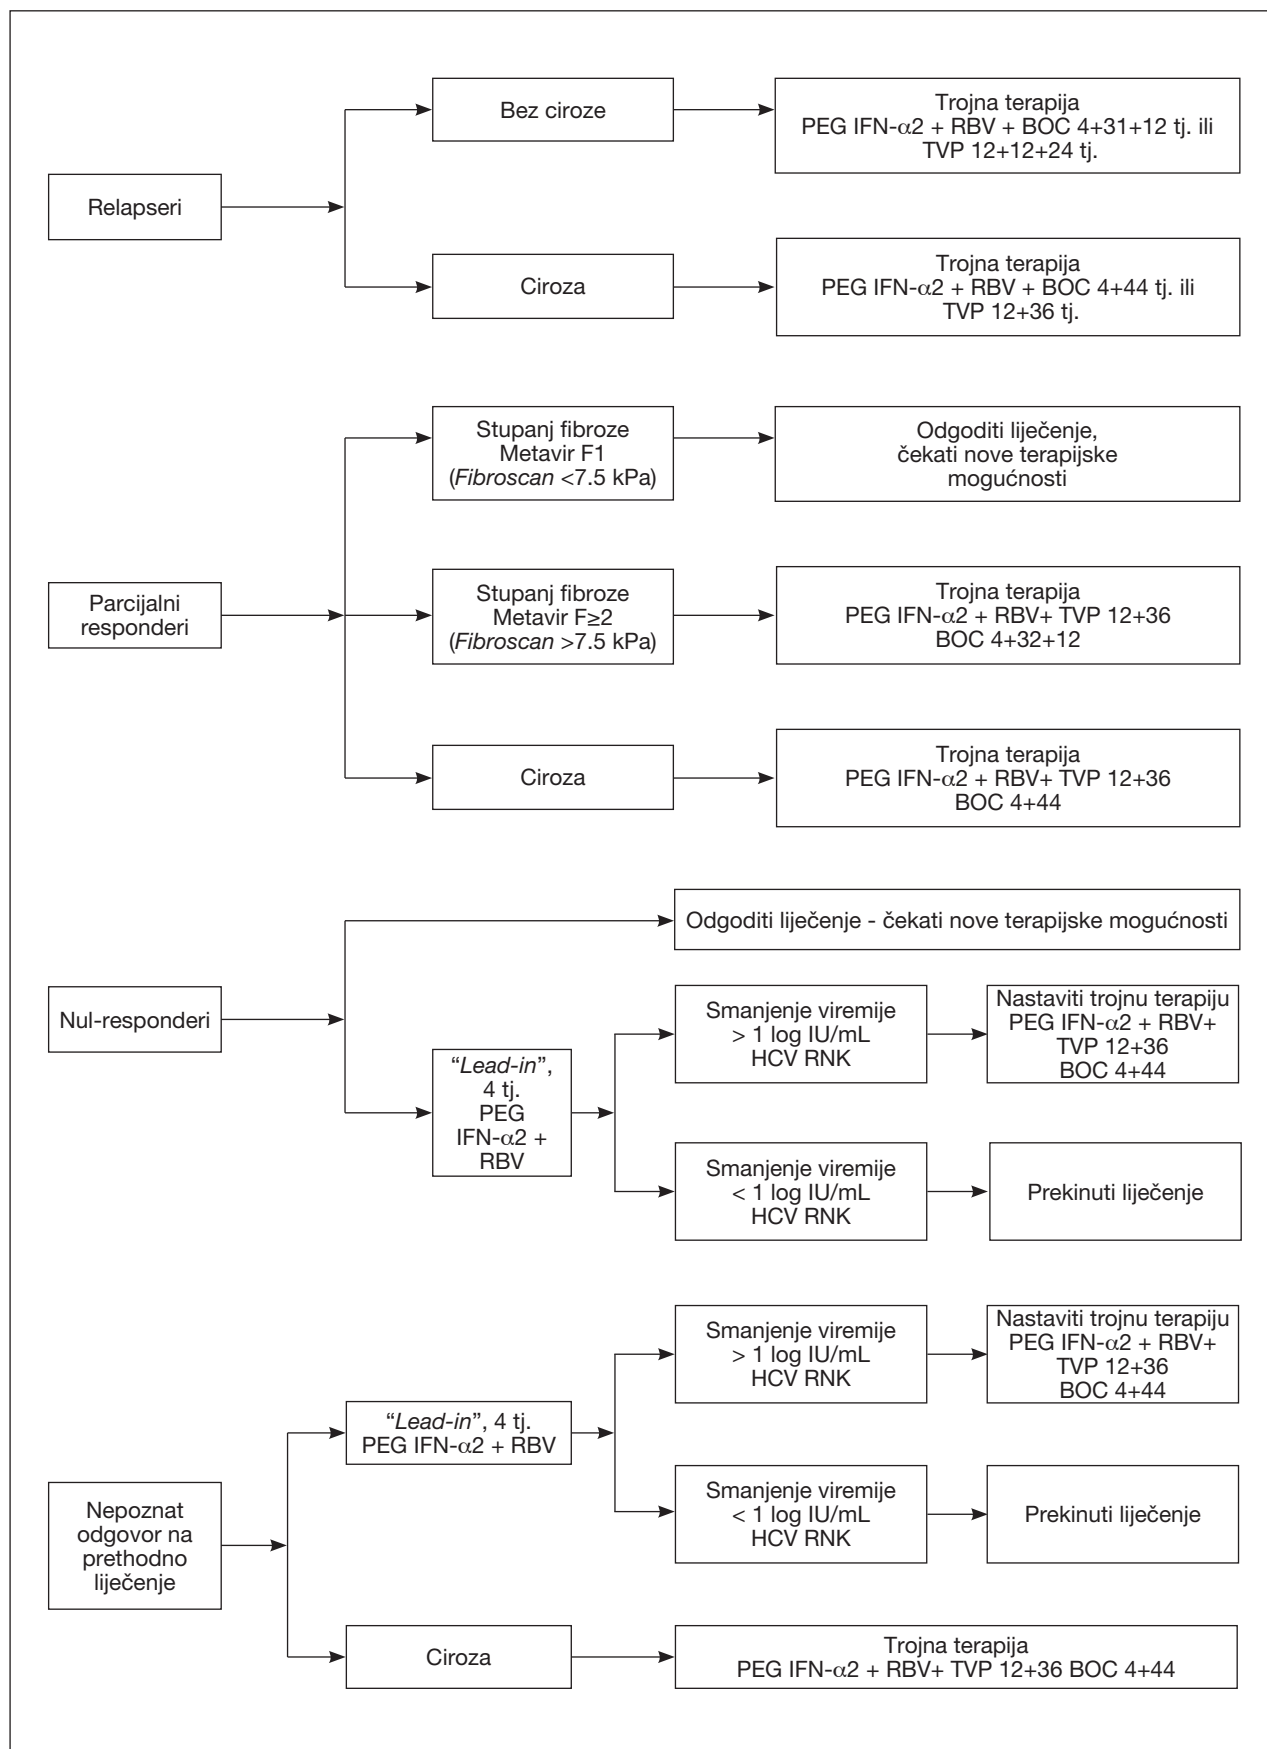 Relapseri
Bez ciroze
Trojna terapija
PEG IFN-α2 + RBV + BOC 4+31+12 tj. ili
TVP 12+12+24 tj.
Ciroza
Trojna terapija
PEG IFN-α2 + RBV + BOC 4+44 tj. ili
TVP 12+36 tj.
Parcijalni
responderi
Stupanj fibroze
Metavir F1
(Fibroscan <7.5 kPa)
Odgoditi liječenje,
čekati nove terapijske
mogućnosti
Stupanj fibroze
Metavir F≥2
(Fibroscan >7.5 kPa)
Trojna terapija
PEG IFN-α2 + RBV+ TVP 12+36
BOC 4+32+12
Ciroza
Trojna terapija
PEG IFN-α2 + RBV+ TVP 12+36
BOC 4+44
Nul-responderi
Odgoditi liječenje - čekati nove terapijske mogućnosti
“Lead-in”,
4 tj.
PEG
IFN-α2 +
RBV
Smanjenje viremije
> 1 log IU/mL
HCV RNK
Nastaviti trojnu terapiju
PEG IFN-α2 + RBV+
TVP 12+36
BOC 4+44
Smanjenje viremije
< 1 log IU/mL
HCV RNK
Prekinuti liječenje
Nepoznat
odgovor na
prethodno
liječenje
“Lead-in”, 4 tj.
PEG IFN-α2 + RBV
Smanjenje viremije
> 1 log IU/mL
HCV RNK
Nastaviti trojnu terapiju
PEG IFN-α2 + RBV+
TVP 12+36
BOC 4+44
Smanjenje viremije
< 1 log IU/mL
HCV RNK
Prekinuti liječenje
Ciroza
Trojna terapija
PEG IFN-α2 + RBV+ TVP 12+36 BOC 4+44